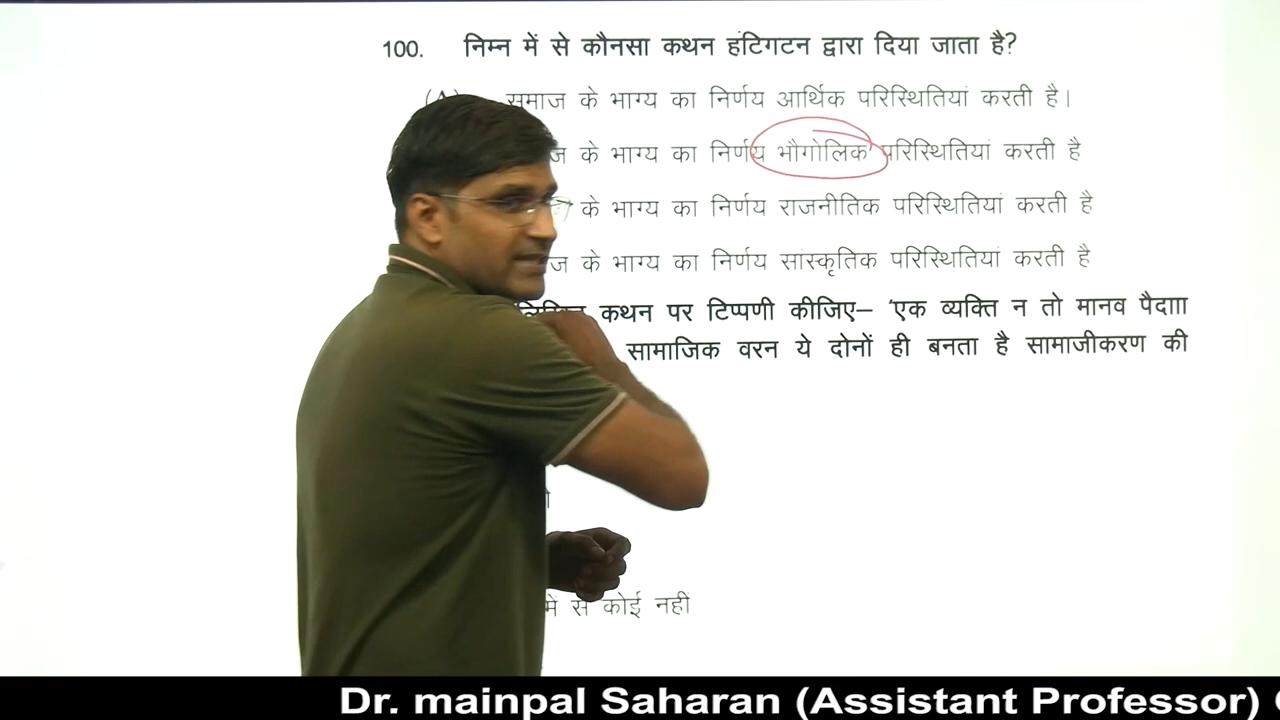 100. निम्न में से कौनसा कथन हंटिगटन द्वारा दिया जाता है?
समाज के भाग्य का निर्णय आर्थिक परिस्थितियां करती है।
के भाग्य का निर्णय भौगोलिक परिस्थितियां करती है
के भाग्य का निर्णय राजनीतिक परिस्थितियां करती है
के भाग्य का निर्णय सांस्कृतिक परिस्थितियां करती है
कथन पर टिप्पणी कीजिए– 'एक व्यक्ति न तो मानव पैदााा
सामाजिक वरन ये दोनों ही बनता है सामाजीकरण की
में से कोई नहीं
Dr. mainpal Saharan (Assistant Professor)